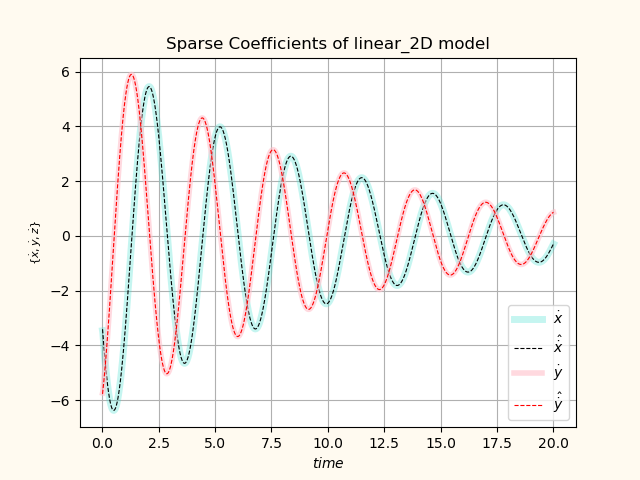 Sparse Coefficients of linear_2D model
6
4
2
0
−2
−4
−6
{ẋ, ẏ, ż}
0.0 2.5 5.0 7.5 10.0 12.5 15.0 17.5 20.0
time
ẋ
ẋ̂
ẏ
ẏ̂